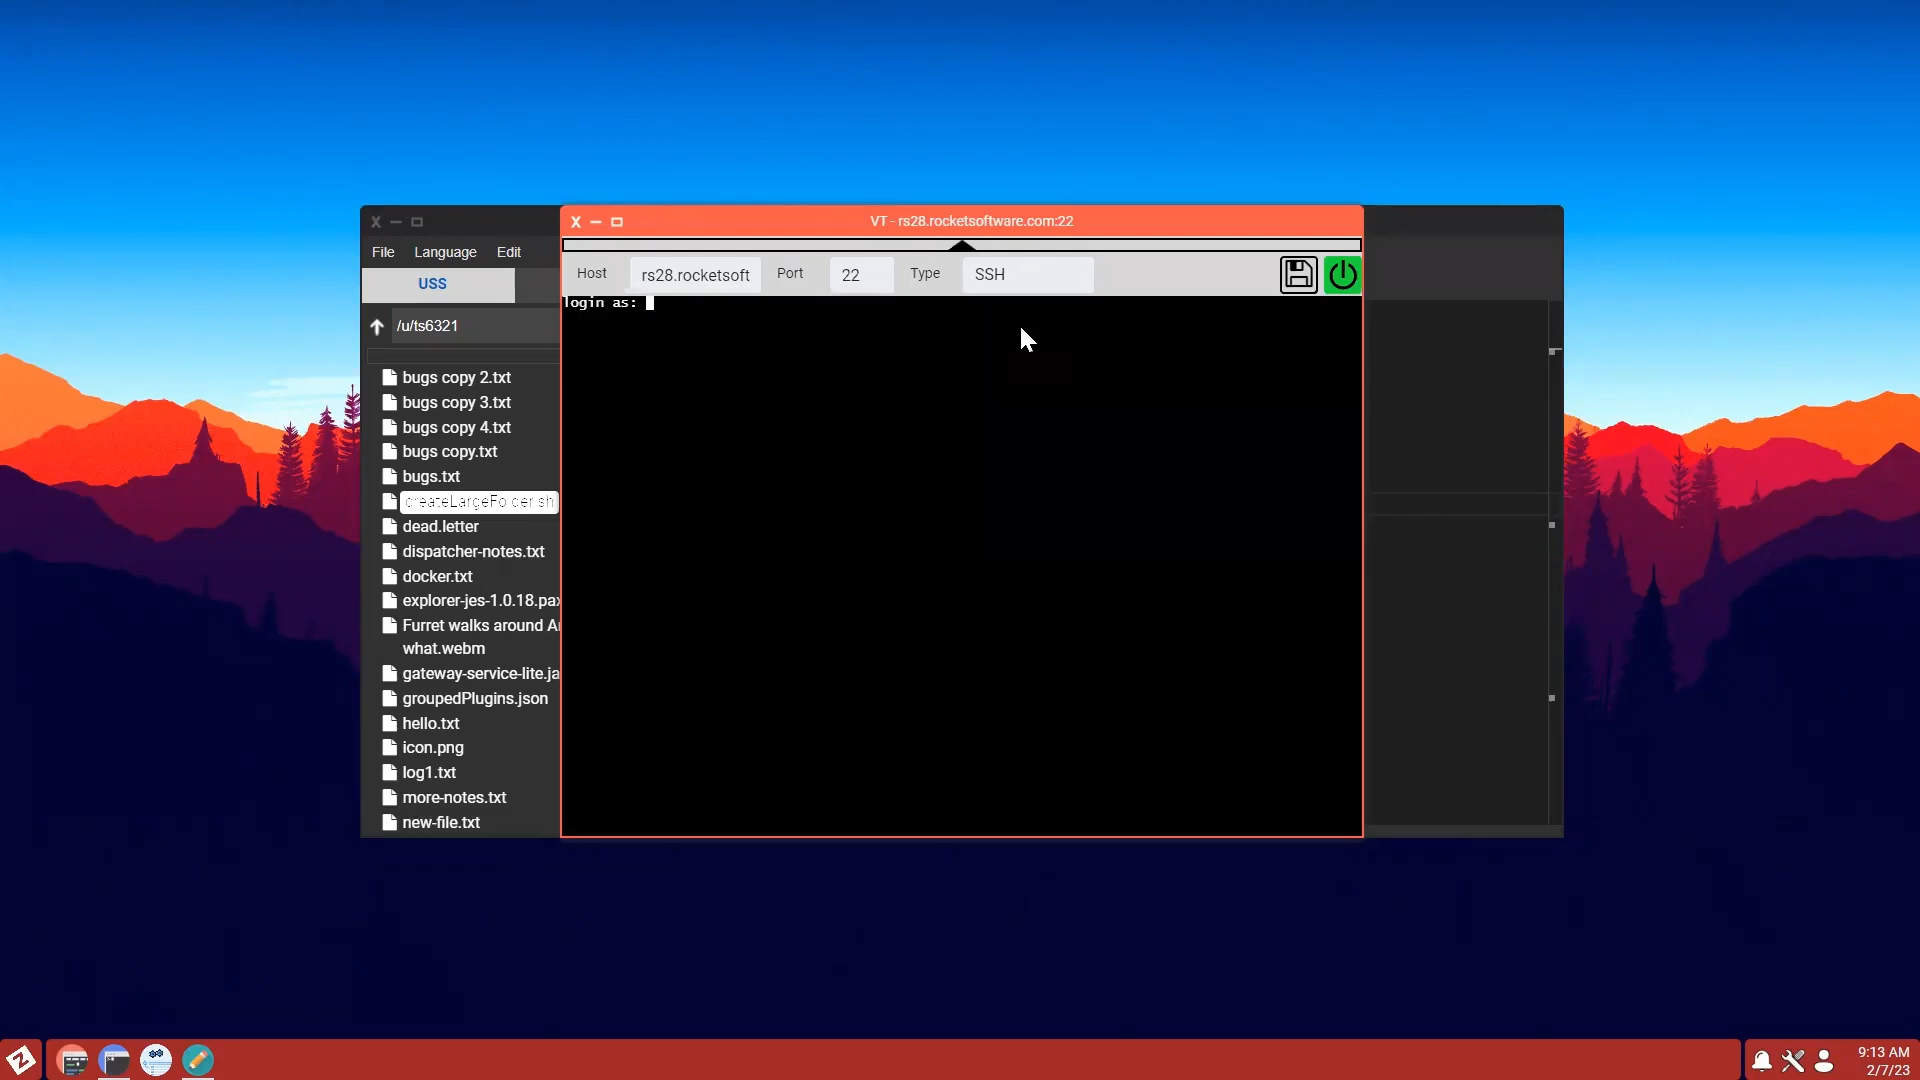 X
X
VT - rs28.rocketsoftware.com:22
File Language Edit
Host rs28.rocketsoft Port 22 Type SSH
USS
login as:
/u/ts6321
bugs copy 2.txt
bugs copy 3.txt
bugs copy 4.txt
bugs copy.txt
bugs.txt
dead.letter
dispatcher-notes.txt
docker.txt
explorer-jes-1.0.18.pax
Furret walks around
what.webm
gateway-service-lite.ja
groupedPlugins.json
hello.txt
icon.png
log1.txt
more-notes.txt
new-file.txt
Z
9:13 AM
2/7/23